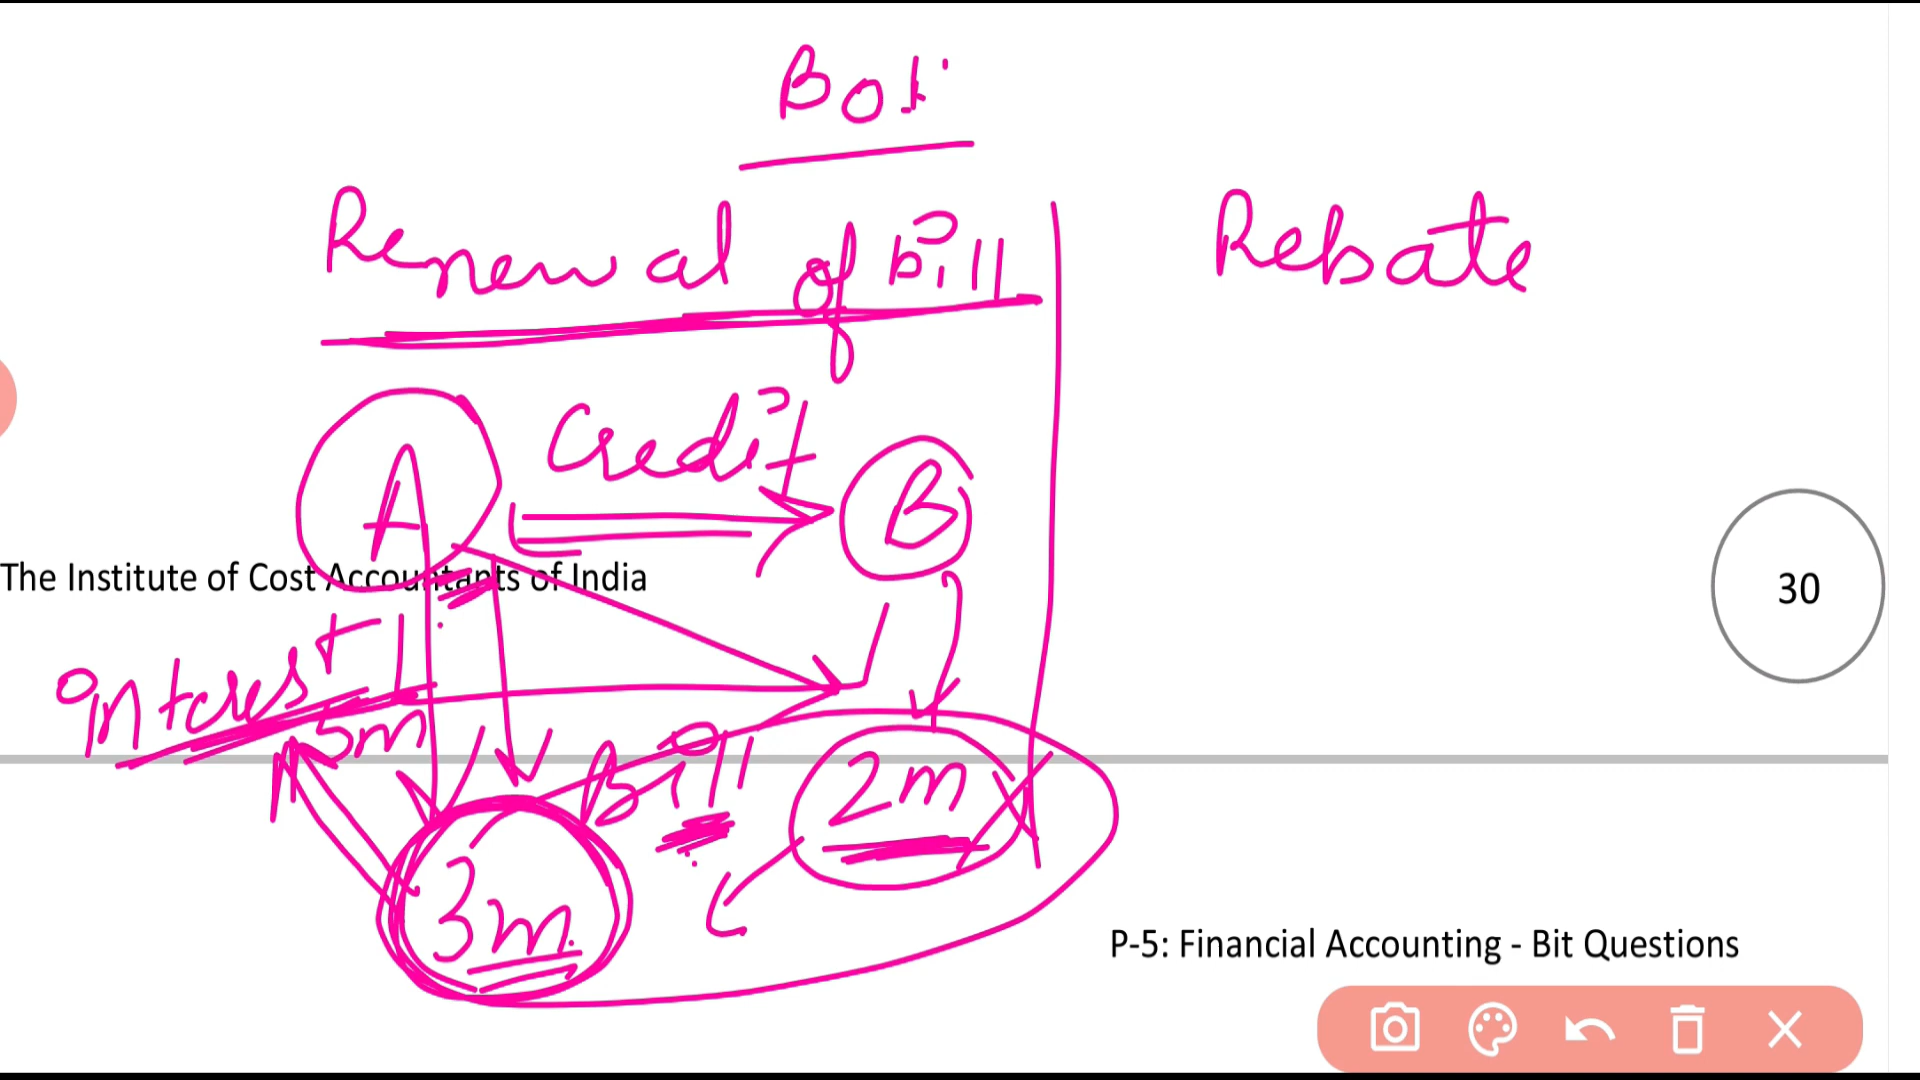 Renewal of bill
Rebate
Credit
A
B
The Institute of Cost Accountants of India
30
Interest
5m
Bill
2m
3m
P-5: Financial Accounting - Bit Questions